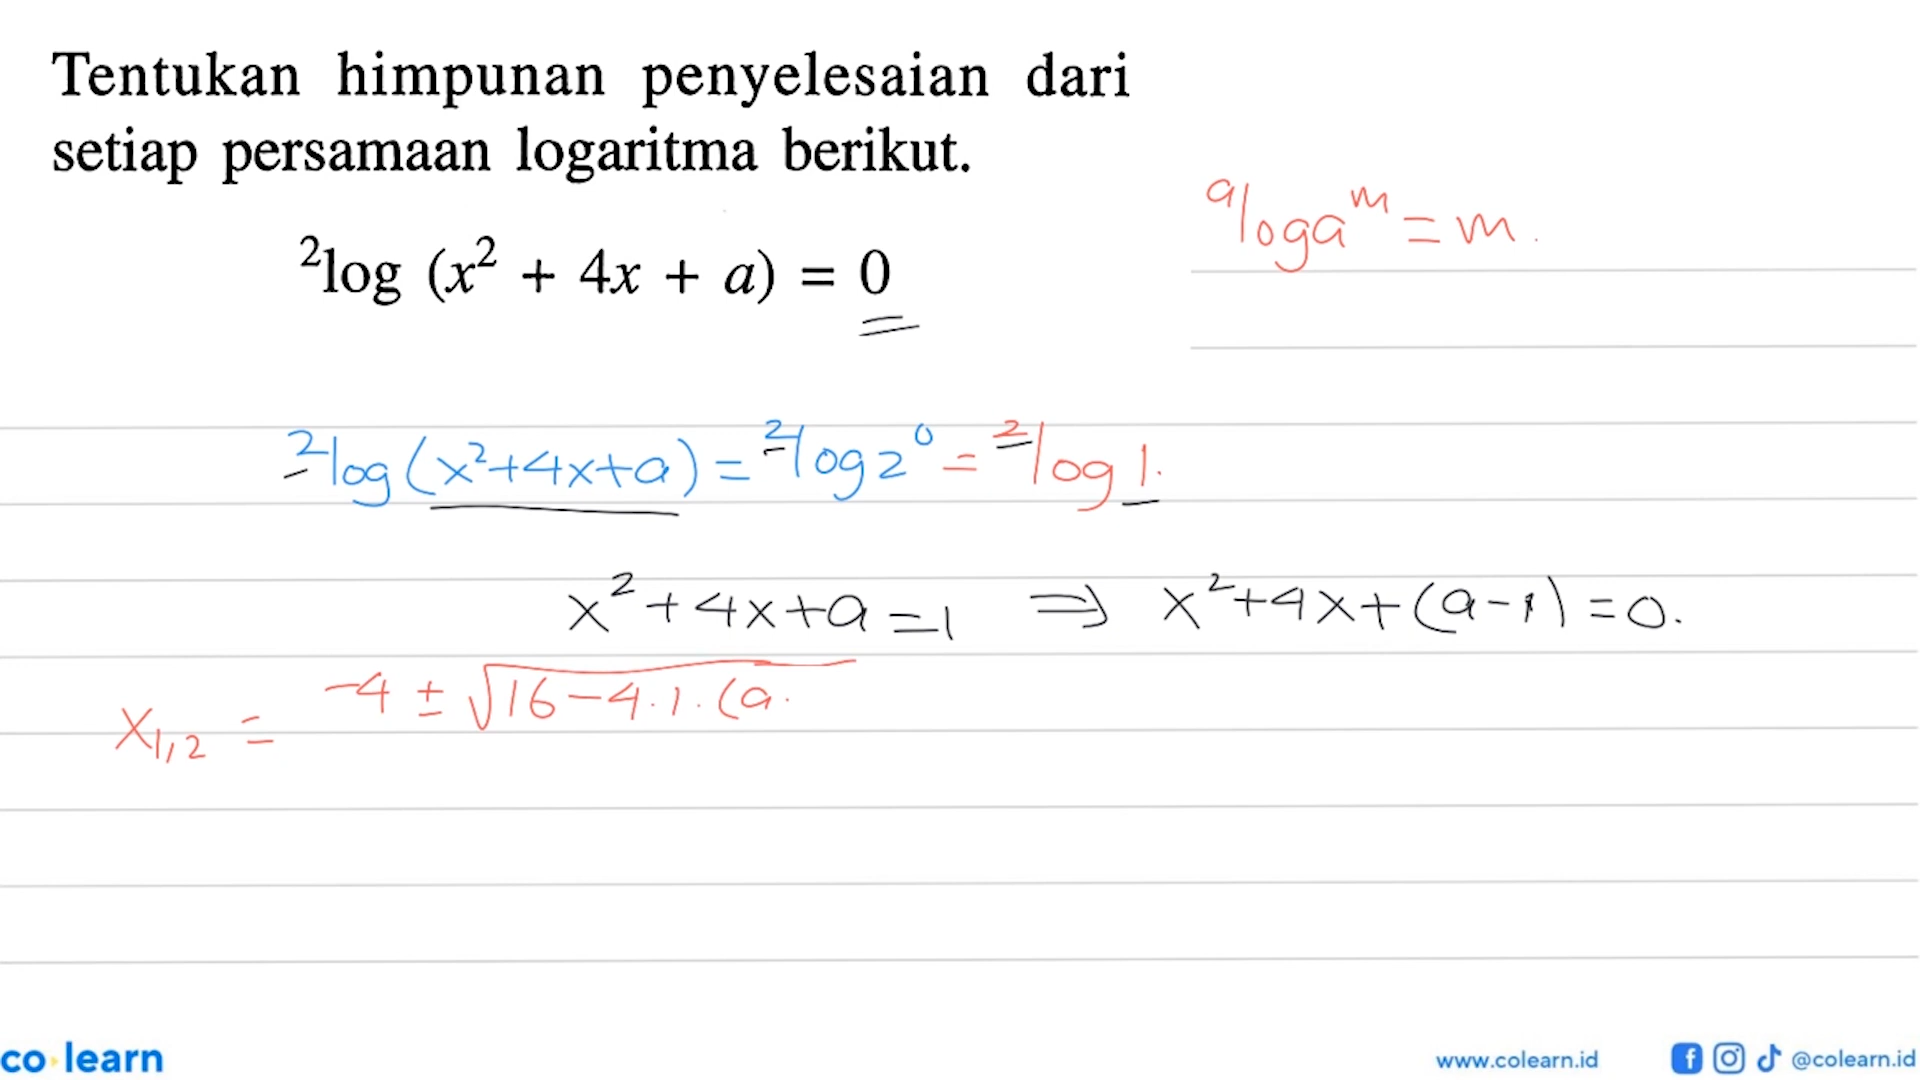 Tentukan himpunan penyelesaian dari
setiap persamaan logaritma berikut.
ᵃlog aᵐ = m.
²log (x² + 4x + a) = 0
²log (x²+4x+a) = ²log 2⁰ = ²log 1.
x²+4x+a=1 ⇒ x²+4x+(a-1)=0.
x₁,₂ = -4 ± √16-4.1.(a.
co learn
www.colearn.id
@colearn.id